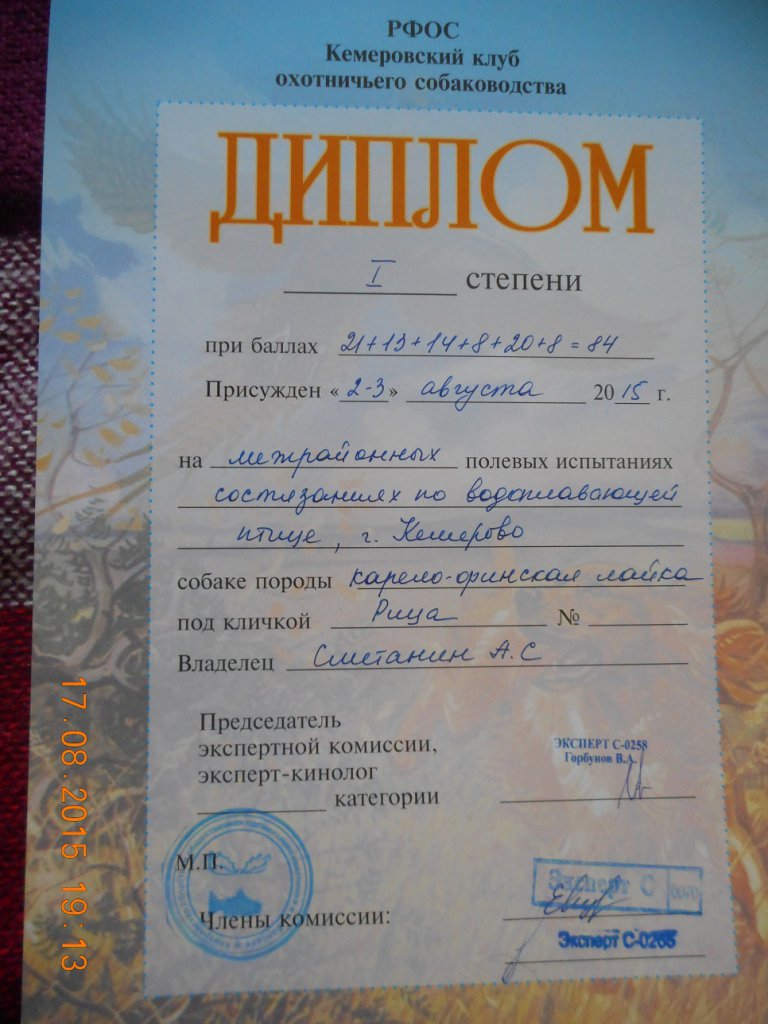 РФОС
Кемеровский клуб
охотничьего собаководства
ДИПЛОМ
I степени
при баллах 21+13+14+8+20+8=84
Присужден «2-3» августа 2015 г.
на межрайонных полевых испытаниях
состязаниях по водоплавающей
птице, г. Кемерово
собаке породы карело-финская лайка
под кличкой Рица №
Владелец Сметанин А.С
Председатель
экспертной комиссии,
эксперт-кинолог
категории
ЭКСПЕРТ С-0258
Горбунов В.А.
М.П.
Члены комиссии:
Эксперт С
Эксперт
17.08.2015 19:13